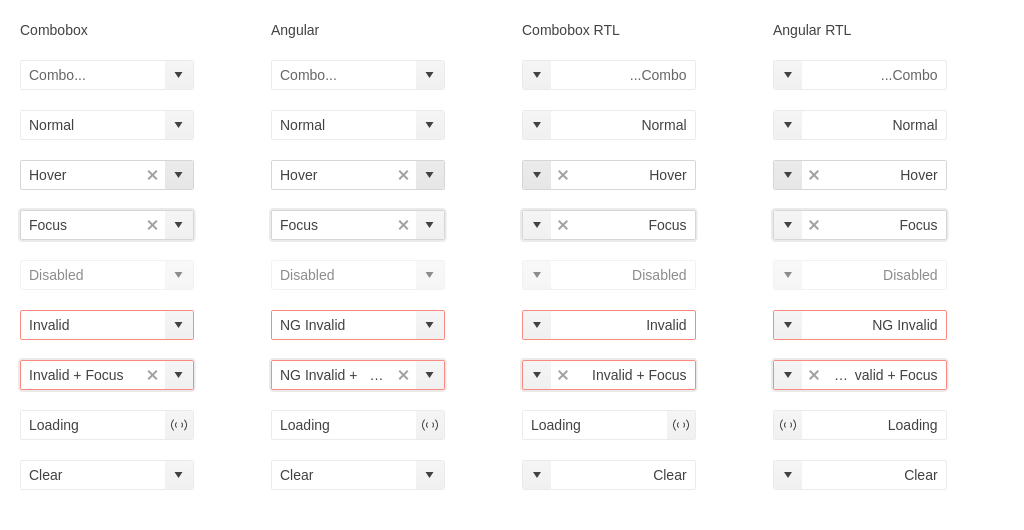 Combobox Angular Combobox RTL Angular RTL
Combo... Combo... ...Combo ...Combo
Normal Normal Normal Normal
Hover Hover Hover Hover
Focus Focus Focus Focus
Disabled Disabled Disabled Disabled
Invalid NG Invalid Invalid NG Invalid
Invalid + Focus NG Invalid + ... Invalid + Focus ... valid + Focus
Loading Loading Loading Loading
Clear Clear Clear Clear